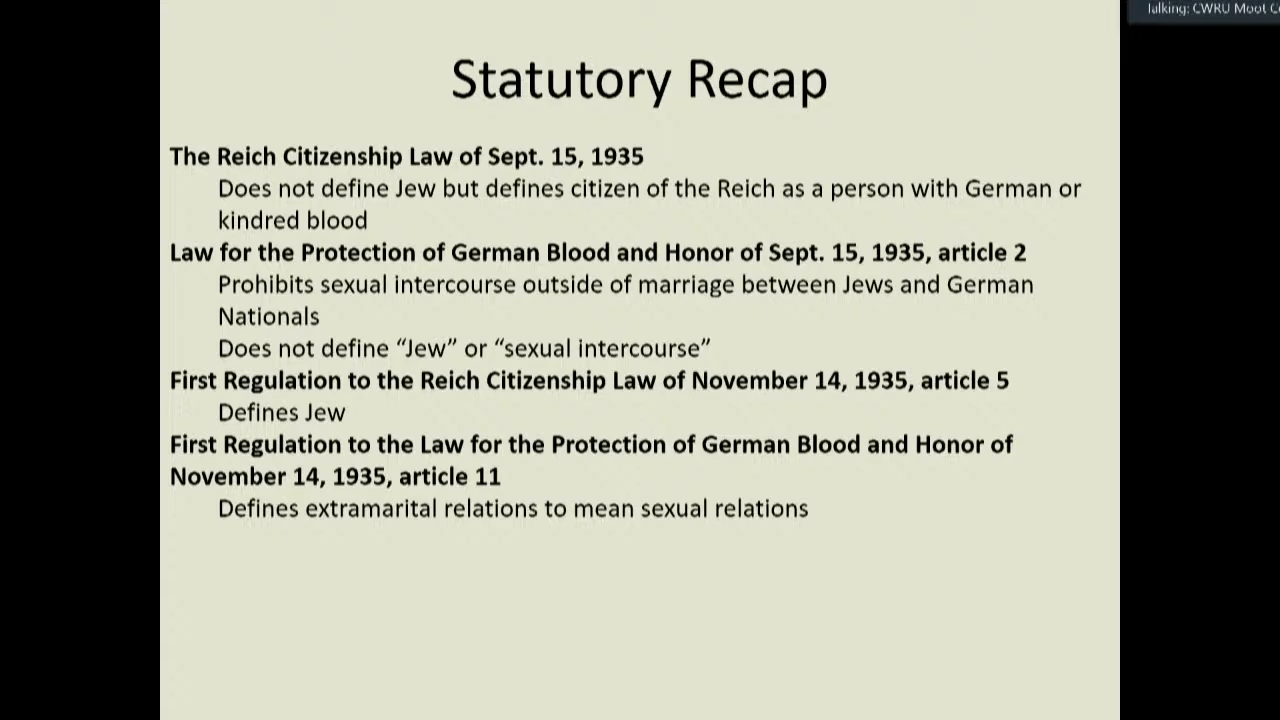 Talking: CWRU Moot C
Statutory Recap
The Reich Citizenship Law of Sept. 15, 1935
Does not define Jew but defines citizen of the Reich as a person with German or
kindred blood
Law for the Protection of German Blood and Honor of Sept. 15, 1935, article 2
Prohibits sexual intercourse outside of marriage between Jews and German
Nationals
Does not define “Jew” or “sexual intercourse”
First Regulation to the Reich Citizenship Law of November 14, 1935, article 5
Defines Jew
First Regulation to the Law for the Protection of German Blood and Honor of
November 14, 1935, article 11
Defines extramarital relations to mean sexual relations